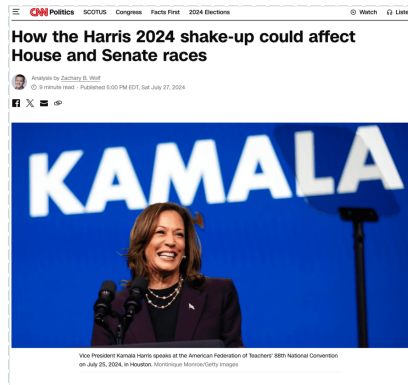 CNN Politics SCOTUS Congress Facts First 2024 Elections Watch Liste
How the Harris 2024 shake-up could affect
House and Senate races
Analysis by Zachary B. Wolf
9 minute read · Published 5:00 PM EDT, Sat July 27, 2024
KAMALA
Vice President Kamala Harris speaks at the American Federation of Teachers' 88th National Convention
on July 25, 2024, in Houston. Montinique Monroe/Getty Images